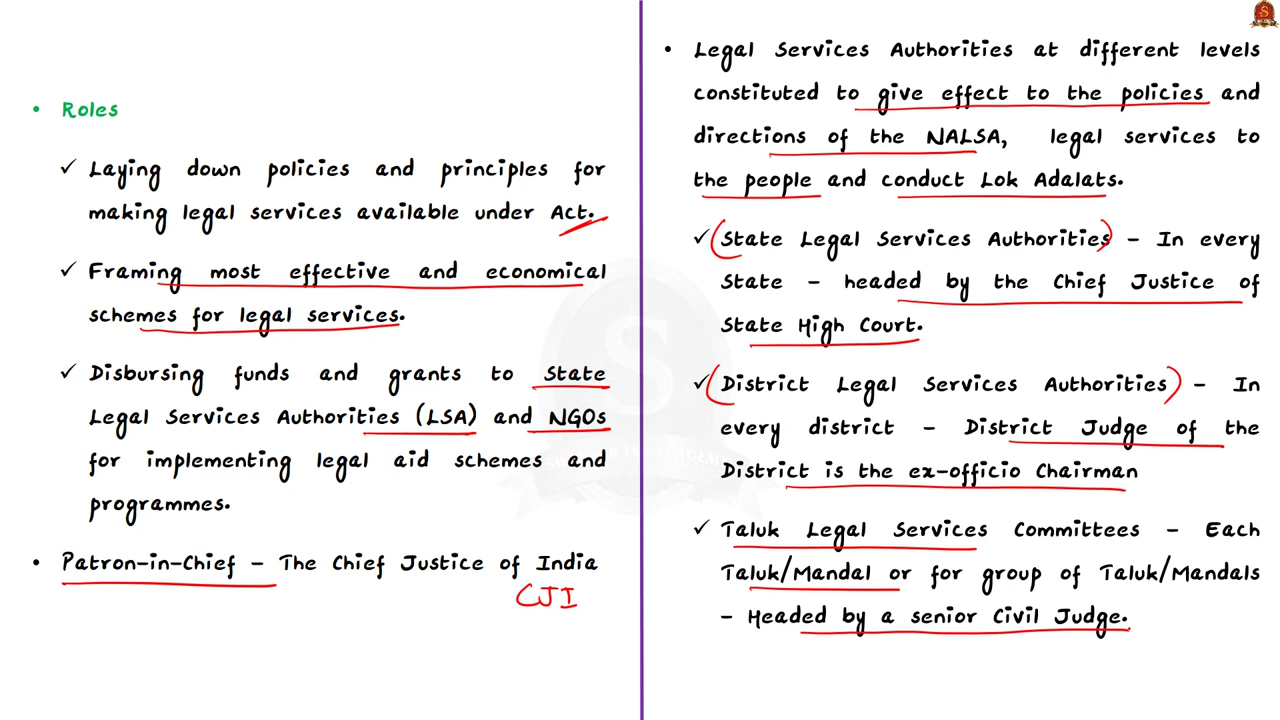 • Roles
✓ Laying down policies and principles for
making legal services available under Act.
✓ Framing most effective and economical
schemes for legal services.
✓ Disbursing funds and grants to State
Legal Services Authorities (LSA) and NGOs
for implementing legal aid schemes and
programmes.
• Patron-in-Chief – The Chief Justice of India
CJI
• Legal Services Authorities at different levels
constituted to give effect to the policies and
directions of the NALSA, legal services to
the people and conduct Lok Adalats.
✓ (State Legal Services Authorities) – In every
State – headed by the Chief Justice of
State High Court.
✓ (District Legal Services Authorities) – In
every district – District Judge of the
District is the ex-officio Chairman
✓ Taluk Legal Services Committees – Each
Taluk/Mandal or for group of Taluk/Mandals
– Headed by a senior Civil Judge.
S